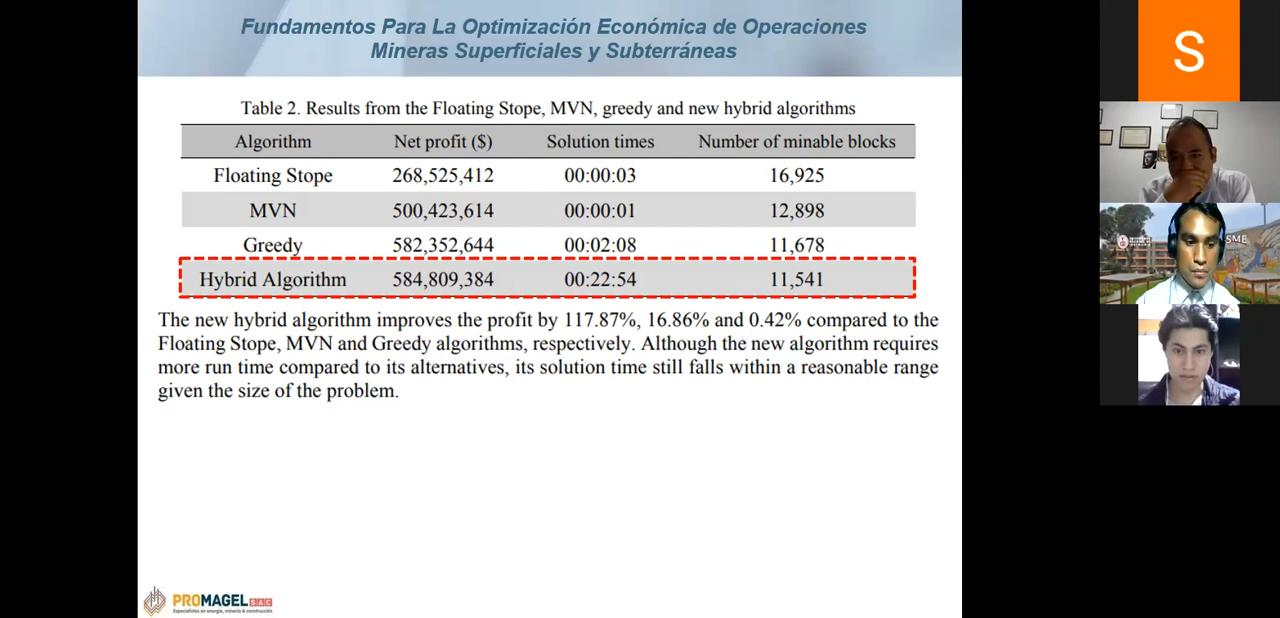 Fundamentos Para La Optimización Económica de Operaciones
Mineras Superficiales y Subterráneas
Table 2. Results from the Floating Stope, MVN, greedy and new hybrid algorithms
Algorithm Net profit ($) Solution times Number of minable blocks
Floating Stope 268,525,412 00:00:03 16,925
MVN 500,423,614 00:00:01 12,898
Greedy 582,352,644 00:02:08 11,678
Hybrid Algorithm 584,809,384 00:22:54 11,541
The new hybrid algorithm improves the profit by 117.87%, 16.86% and 0.42% compared to the
Floating Stope, MVN and Greedy algorithms, respectively. Although the new algorithm requires
more run time compared to its alternatives, its solution time still falls within a reasonable range
given the size of the problem.
PROMAGEL SAC
Especialistas en energía, minería & construcción
S
SME